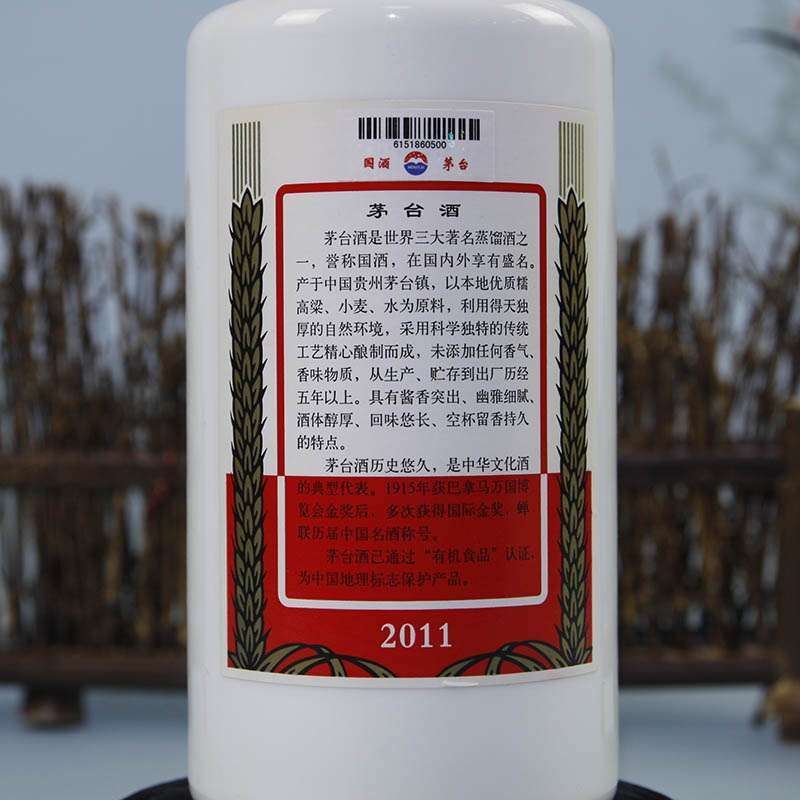 6151860500
国酒 茅台
茅台酒
茅台酒是世界三大著名蒸馏酒之
一，誉称国酒，在国内外享有盛名。
产于中国贵州茅台镇，以本地优质糯
高粱、小麦、水为原料，利用得天独
厚的自然环境，采用科学独特的传统
工艺精心酿制而成，未添加任何香气、
香味物质，从生产、贮存到出厂历经
五年以上。具有酱香突出、幽雅细腻、
酒体醇厚、回味悠长、空杯留香持久
的特点。
茅台酒历史悠久，是中华文化酒
的典型代表。1915年获巴拿马万国博
览会金奖后，多次获得国际金奖，蝉
联历届中国名酒称号。
茅台酒已通过“有机食品”认证，
为中国地理标志保护产品。
2011